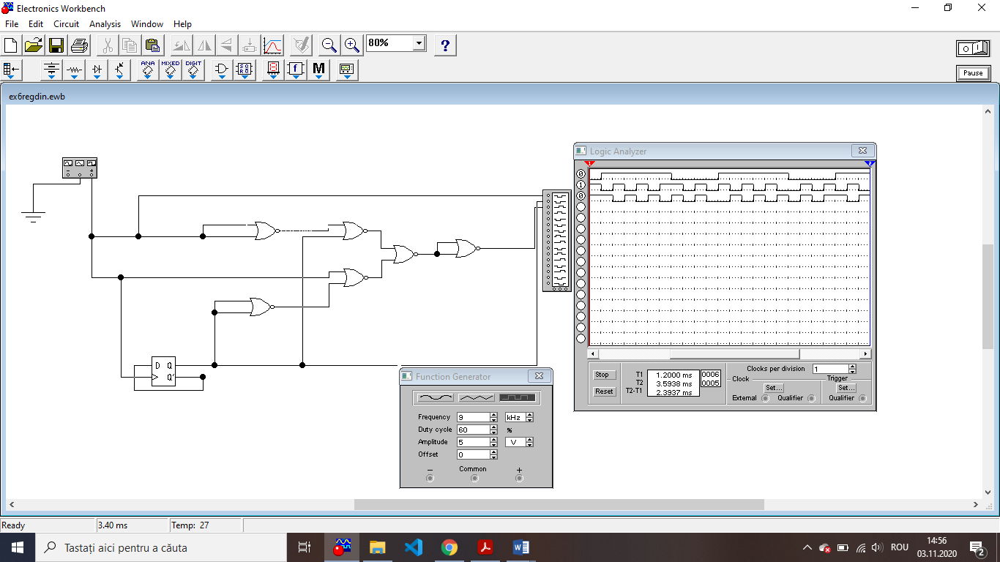 Electronics Workbench
File Edit Circuit Analysis Window Help
80%
?
O I
ANA MIXED DIGIT
f M
Pause
ex6regdin.ewb
− +
D Q
Q'
Logic Analyzer
1 2
0
1
0
Stop
Reset
T1 1.2000 ms 0006
T2 3.5938 ms 0005
T2-T1 2.3937 ms
Clocks per division 1
Clock
Set...
External Qualifier
Trigger
Set...
Qualifier
Function Generator
Frequency 9 kHz
Duty cycle 60 %
Amplitude 5 V
Offset 0
− Common +
Ready 3.40 ms Temp: 27
Tastați aici pentru a căuta
W
ROU
14:56
03.11.2020
2